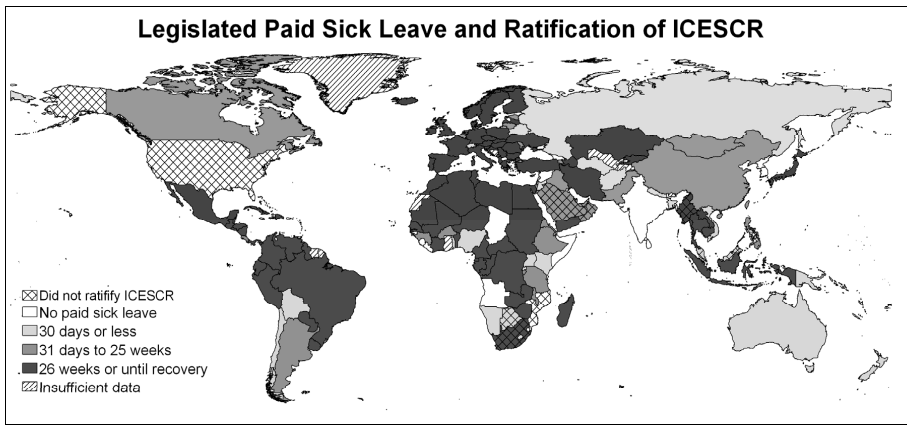 Legislated Paid Sick Leave and Ratification of ICESCR
Did not ratifify ICESCR
No paid sick leave
30 days or less
31 days to 25 weeks
26 weeks or until recovery
Insufficient data